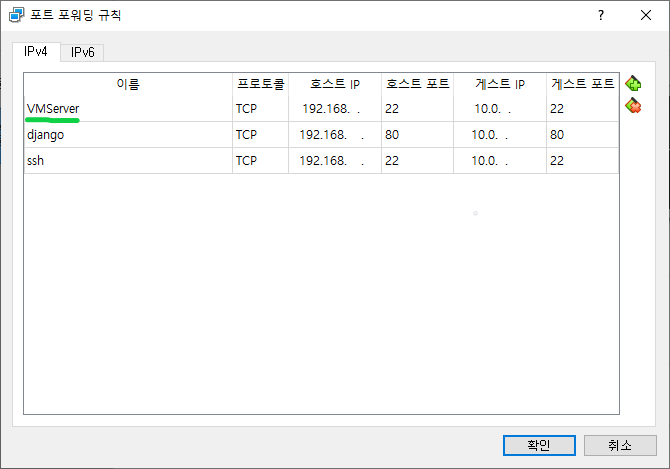 포트 포워딩 규칙
? ×
IPv4 IPv6
이름 프로토콜 호스트 IP 호스트 포트 게스트 IP 게스트 포트
VMServer TCP 192.168. . 22 10.0. . 22
django TCP 192.168. . 80 10.0. . 80
ssh TCP 192.168. . 22 10.0. . 22
확인 취소